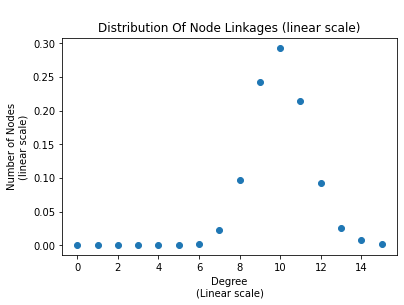 Distribution Of Node Linkages (linear scale)
Number of Nodes
(linear scale)
0.30
0.25
0.20
0.15
0.10
0.05
0.00
0 2 4 6 8 10 12 14
Degree
(Linear scale)